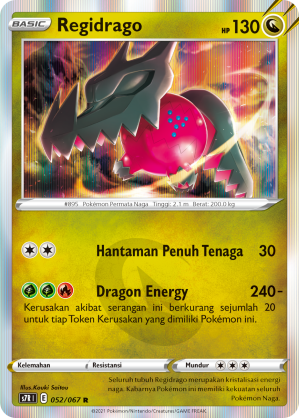 BASIC
Regidrago
HP 130
#895 Pokémon Permata Naga Tinggi: 2.1 m Berat: 200.0 kg
Hantaman Penuh Tenaga 30
Dragon Energy 240-
Kerusakan akibat serangan ini berkurang sejumlah 20
untuk tiap Token Kerusakan yang dimiliki Pokémon ini.
Kelemahan Resistansi Mundur
Illus. Kouki Saitou
Seluruh tubuh Regidrago merupakan kristalisasi energi
naga. Kabarnya Pokémon ini memiliki kekuatan seluruh
Pokémon Naga.
s7R I E 052/067 R
©2021 Pokémon/Nintendo/Creatures/GAME FREAK